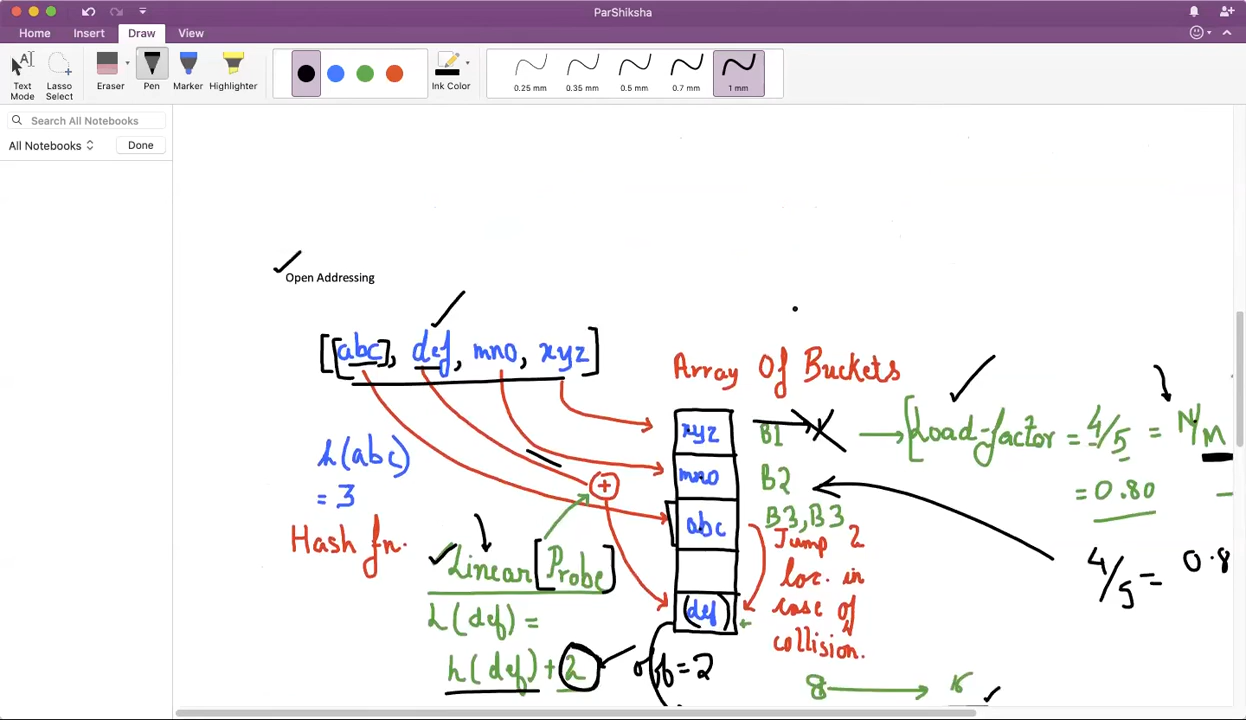 ParShiksha
Home Insert Draw View
Text Mode
Lasso Select
Eraser
Pen
Marker
Highlighter
Ink Color
0.25 mm
0.35 mm
0.5 mm
0.7 mm
1 mm
Search All Notebooks
All Notebooks
Done
Open Addressing
[[abc], def, mno, xyz]
Array Of Buckets
xyz B1
[Load-factor = 4/5 = N/M
= 0.80
h(abc)
= 3
Hash fn.
+
mno B2
abc B3, B3
Jump 2
loc. in
case of
collision.
(def)
4/5 = 0.8
Linear [Probe]
h(def) =
h(def) + 2
off = 2
8